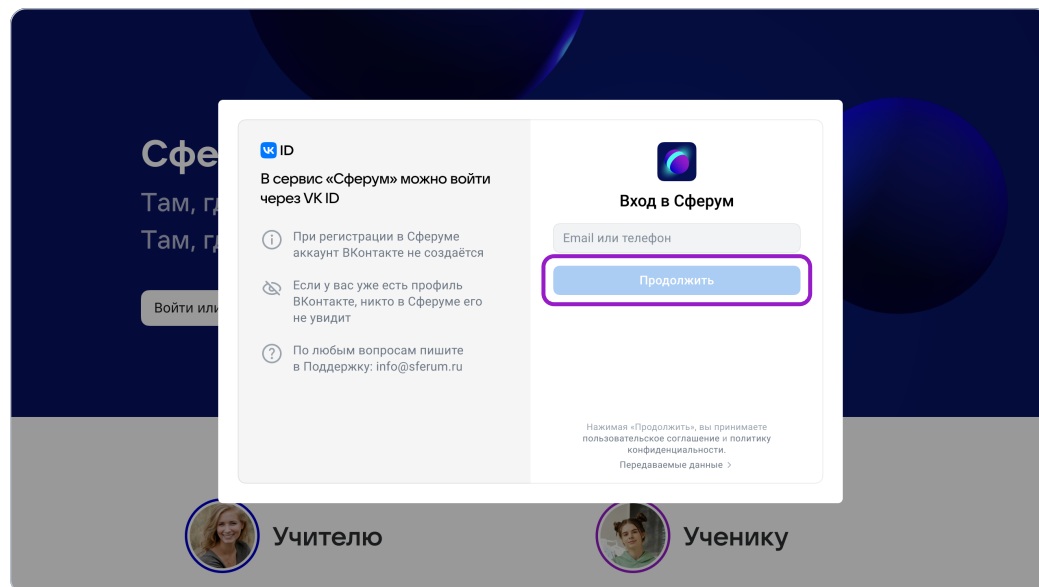 Сфе
Там, г
Там, г
Войти или
VK ID
В сервис «Сферум» можно войти
через VK ID
При регистрации в Сферуме
аккаунт ВКонтакте не создаётся
Если у вас уже есть профиль
ВКонтакте, никто в Сферуме его
не увидит
По любым вопросам пишите
в Поддержку: info@sferum.ru
Вход в Сферум
Email или телефон
Продолжить
Нажимая «Продолжить», вы принимаете
пользовательское соглашение и политику
конфиденциальности.
Передаваемые данные >
Учителю
Ученику